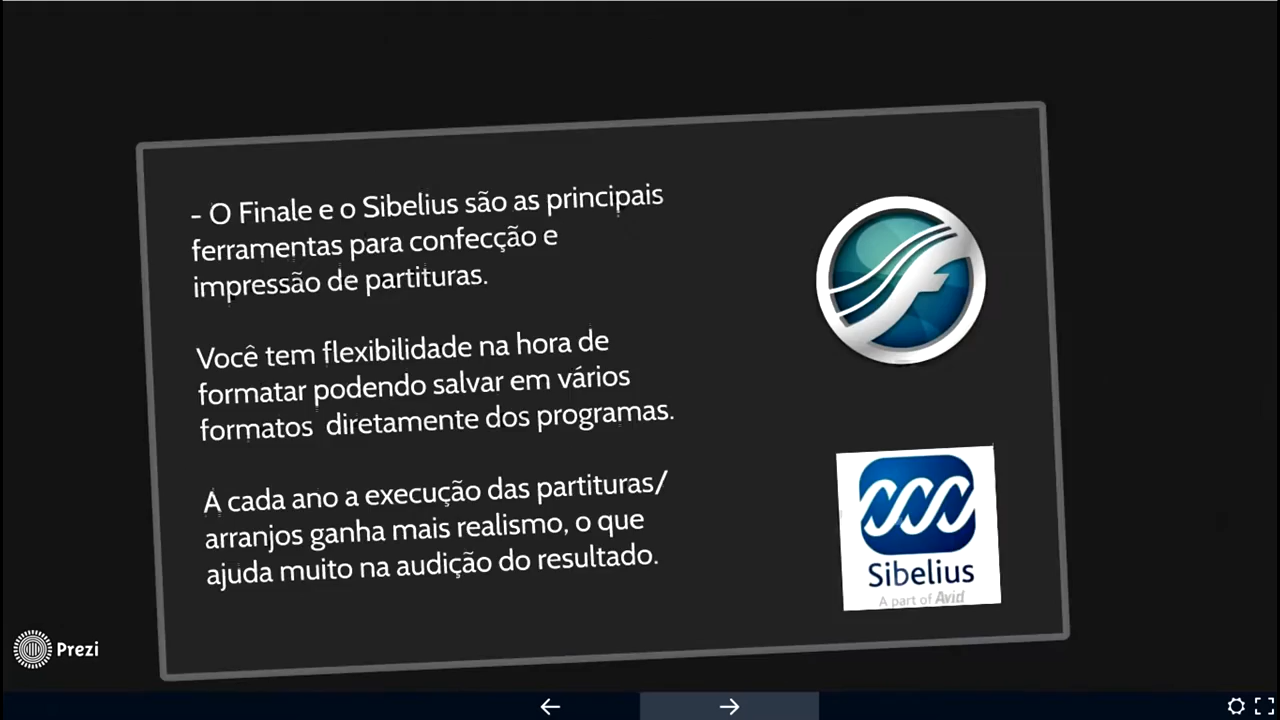 - O Finale e o Sibelius são as principais
ferramentas para confecção e
impressão de partituras.
Você tem flexibilidade na hora de
formatar podendo salvar em vários
formatos  diretamente dos programas.
A cada ano a execução das partituras/
arranjos ganha mais realismo, o que
ajuda muito na audição do resultado.
Sibelius
A part of Avid
Prezi